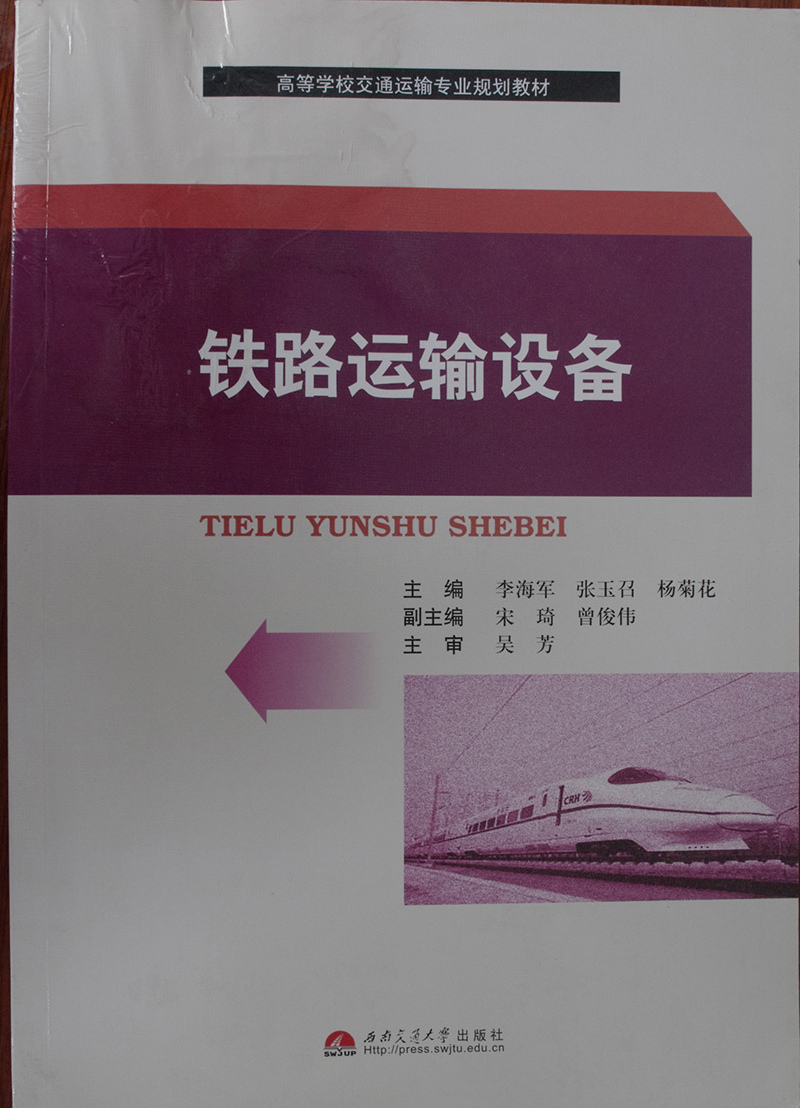 高等学校交通运输专业规划教材
铁路运输设备
TIELU YUNSHU SHEBEI
主 编 李海军 张玉召 杨菊花
副主编 宋 琦 曾俊伟
主 审 吴 芳
CRH
西南交通大学出版社
SWJUP Http://press.swjtu.edu.cn